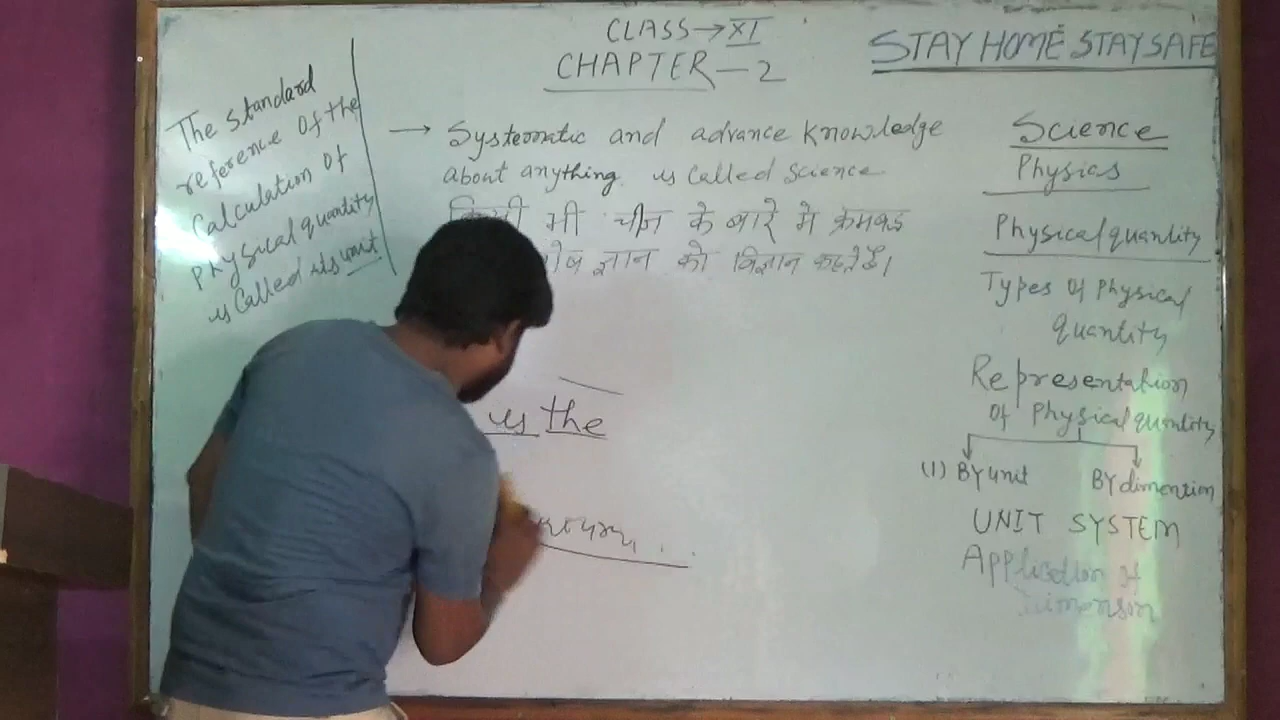 CLASS→XI
CHAPTER-2
STAY HOME STAY SAFE
The standard
reference of the
Calculation of
physical quantity
is called its unit
→ Systematic and advance knowledge
about anything is called science
किसी भी चीज के बारे मे क्रमबद्ध
ज्ञान को विज्ञान कहते है।
is the
Science
Physics
Physical quantity
Types of physical
quantity
Representation
of physical quantity
(1) By unit By dimention
UNIT SYSTEM
Application of
Dimenson